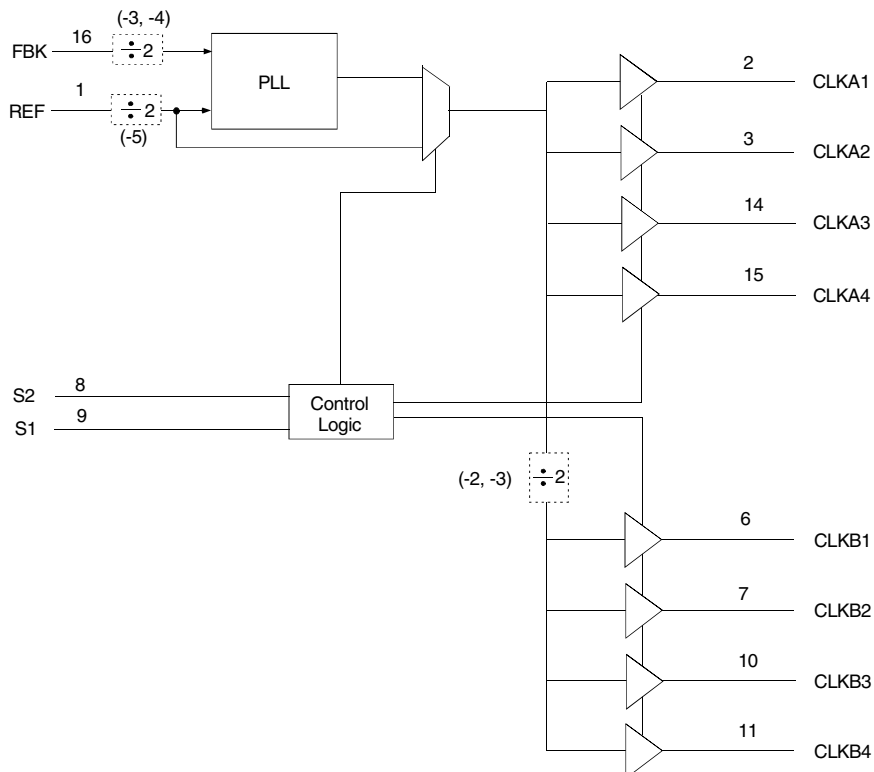 (-3, -4)
FBK 16 ÷2
PLL
REF 1 ÷2
(-5)
2 CLKA1
3 CLKA2
14 CLKA3
15 CLKA4
S2 8
S1 9
Control
Logic
(-2, -3) ÷2
6 CLKB1
7 CLKB2
10 CLKB3
11 CLKB4